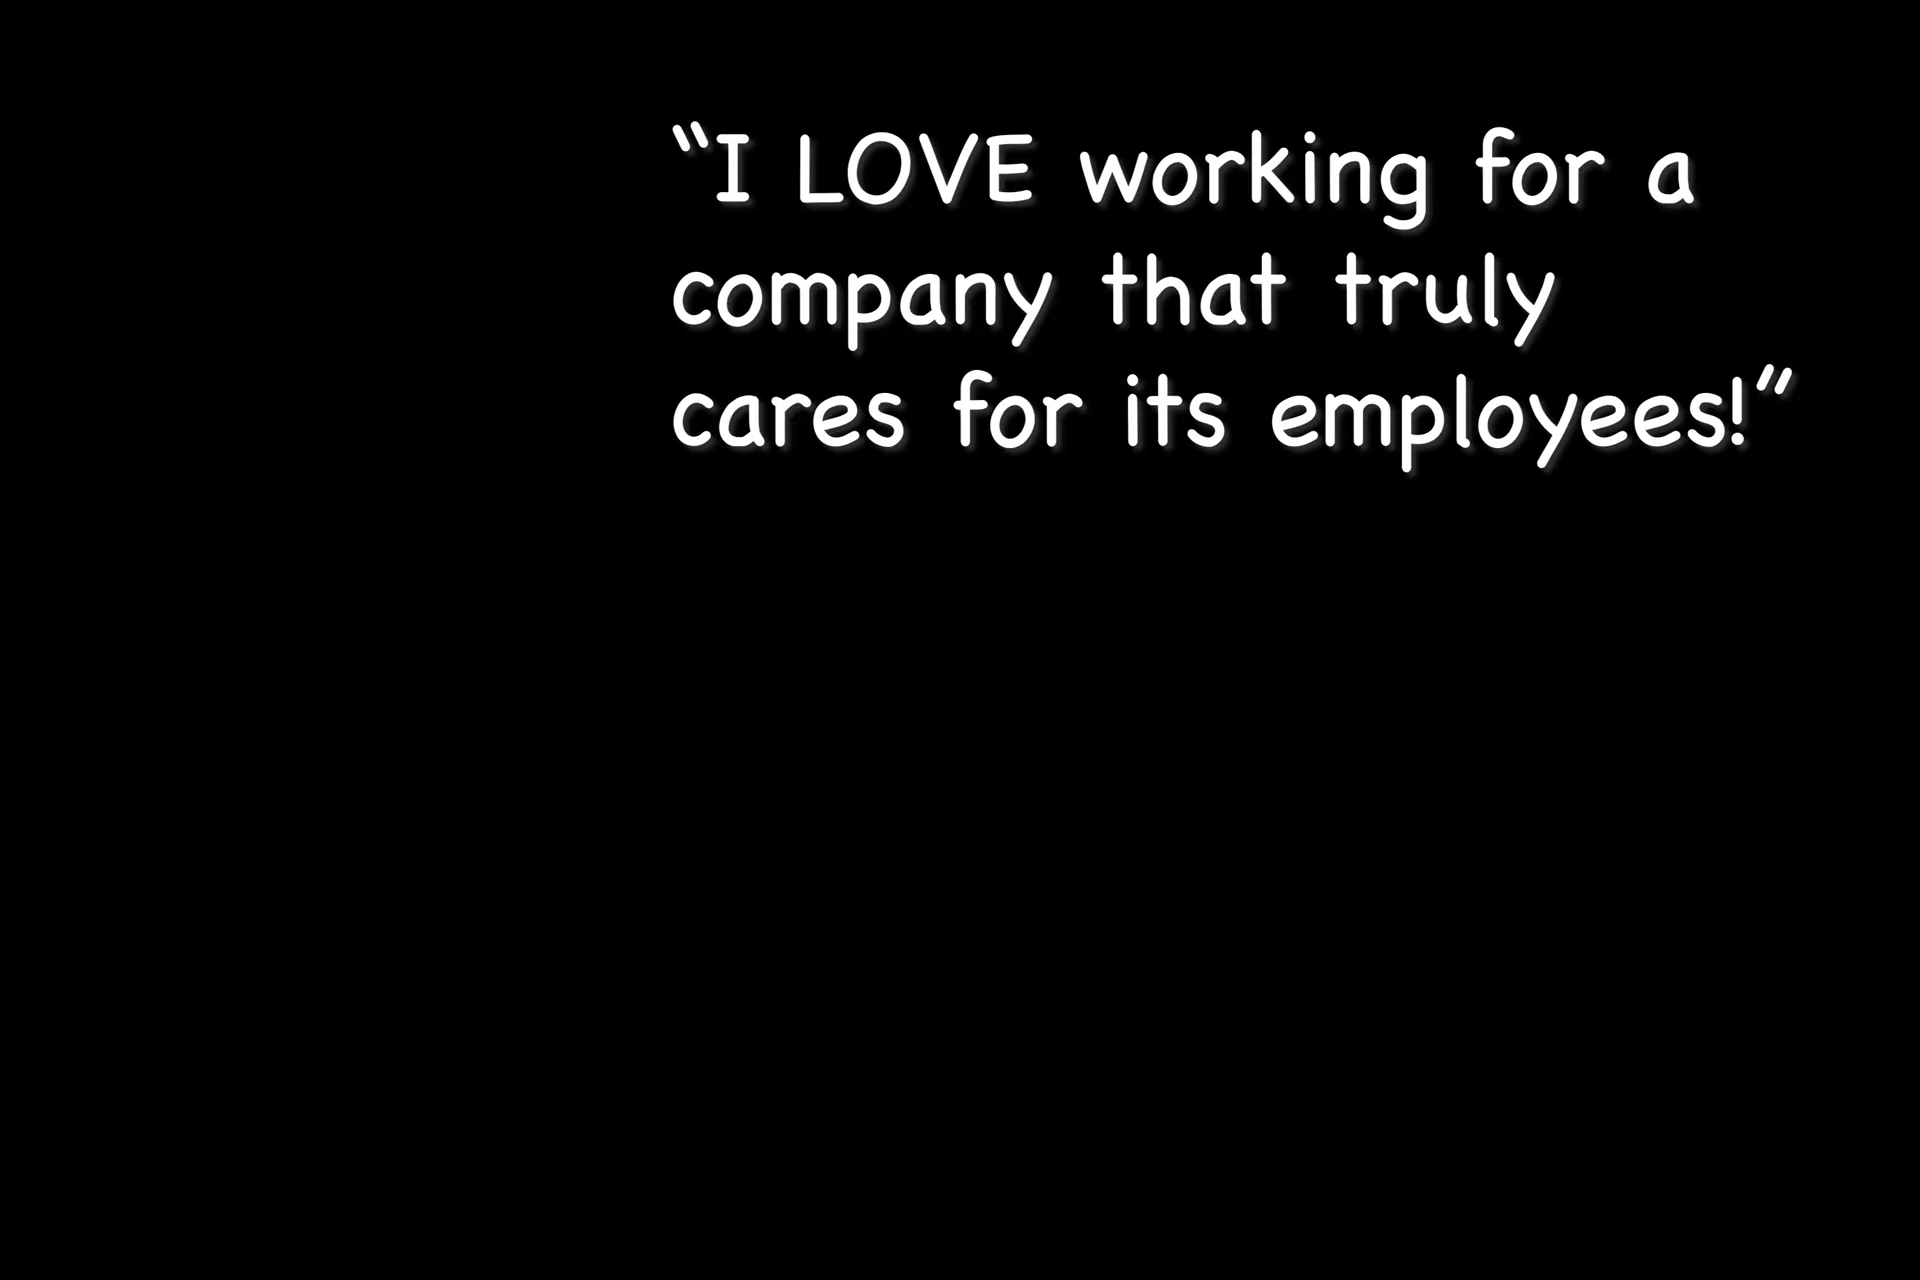 “I LOVE working for a
company that truly
cares for its employees!”